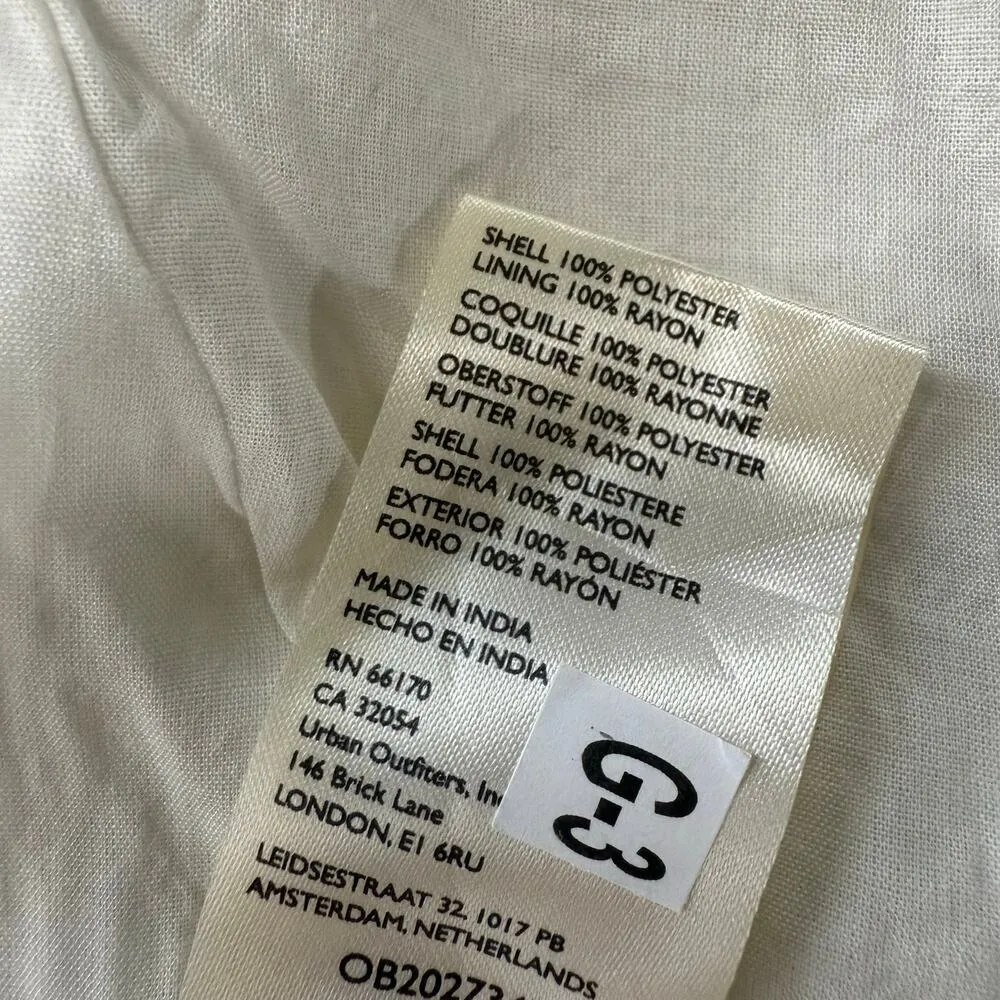 SHELL 100% POLYESTER
LINING 100% RAYON
COQUILLE 100% POLYESTER
DOUBLURE 100% RAYONNE
OBERSTOFF 100% POLYESTER
FUTTER 100% RAYON
SHELL 100% POLIESTERE
FODERA 100% RAYON
EXTERIOR 100% POLIÉSTER
FORRO 100% RAYÓN
MADE IN INDIA
HECHO EN INDIA
RN 66170
CA 32054
Urban Outfitters,
146 Brick Lane
LONDON, E1 6RU
LEIDSESTRAAT 32, 1017 PB
AMSTERDAM, NETHERLANDS
G-3